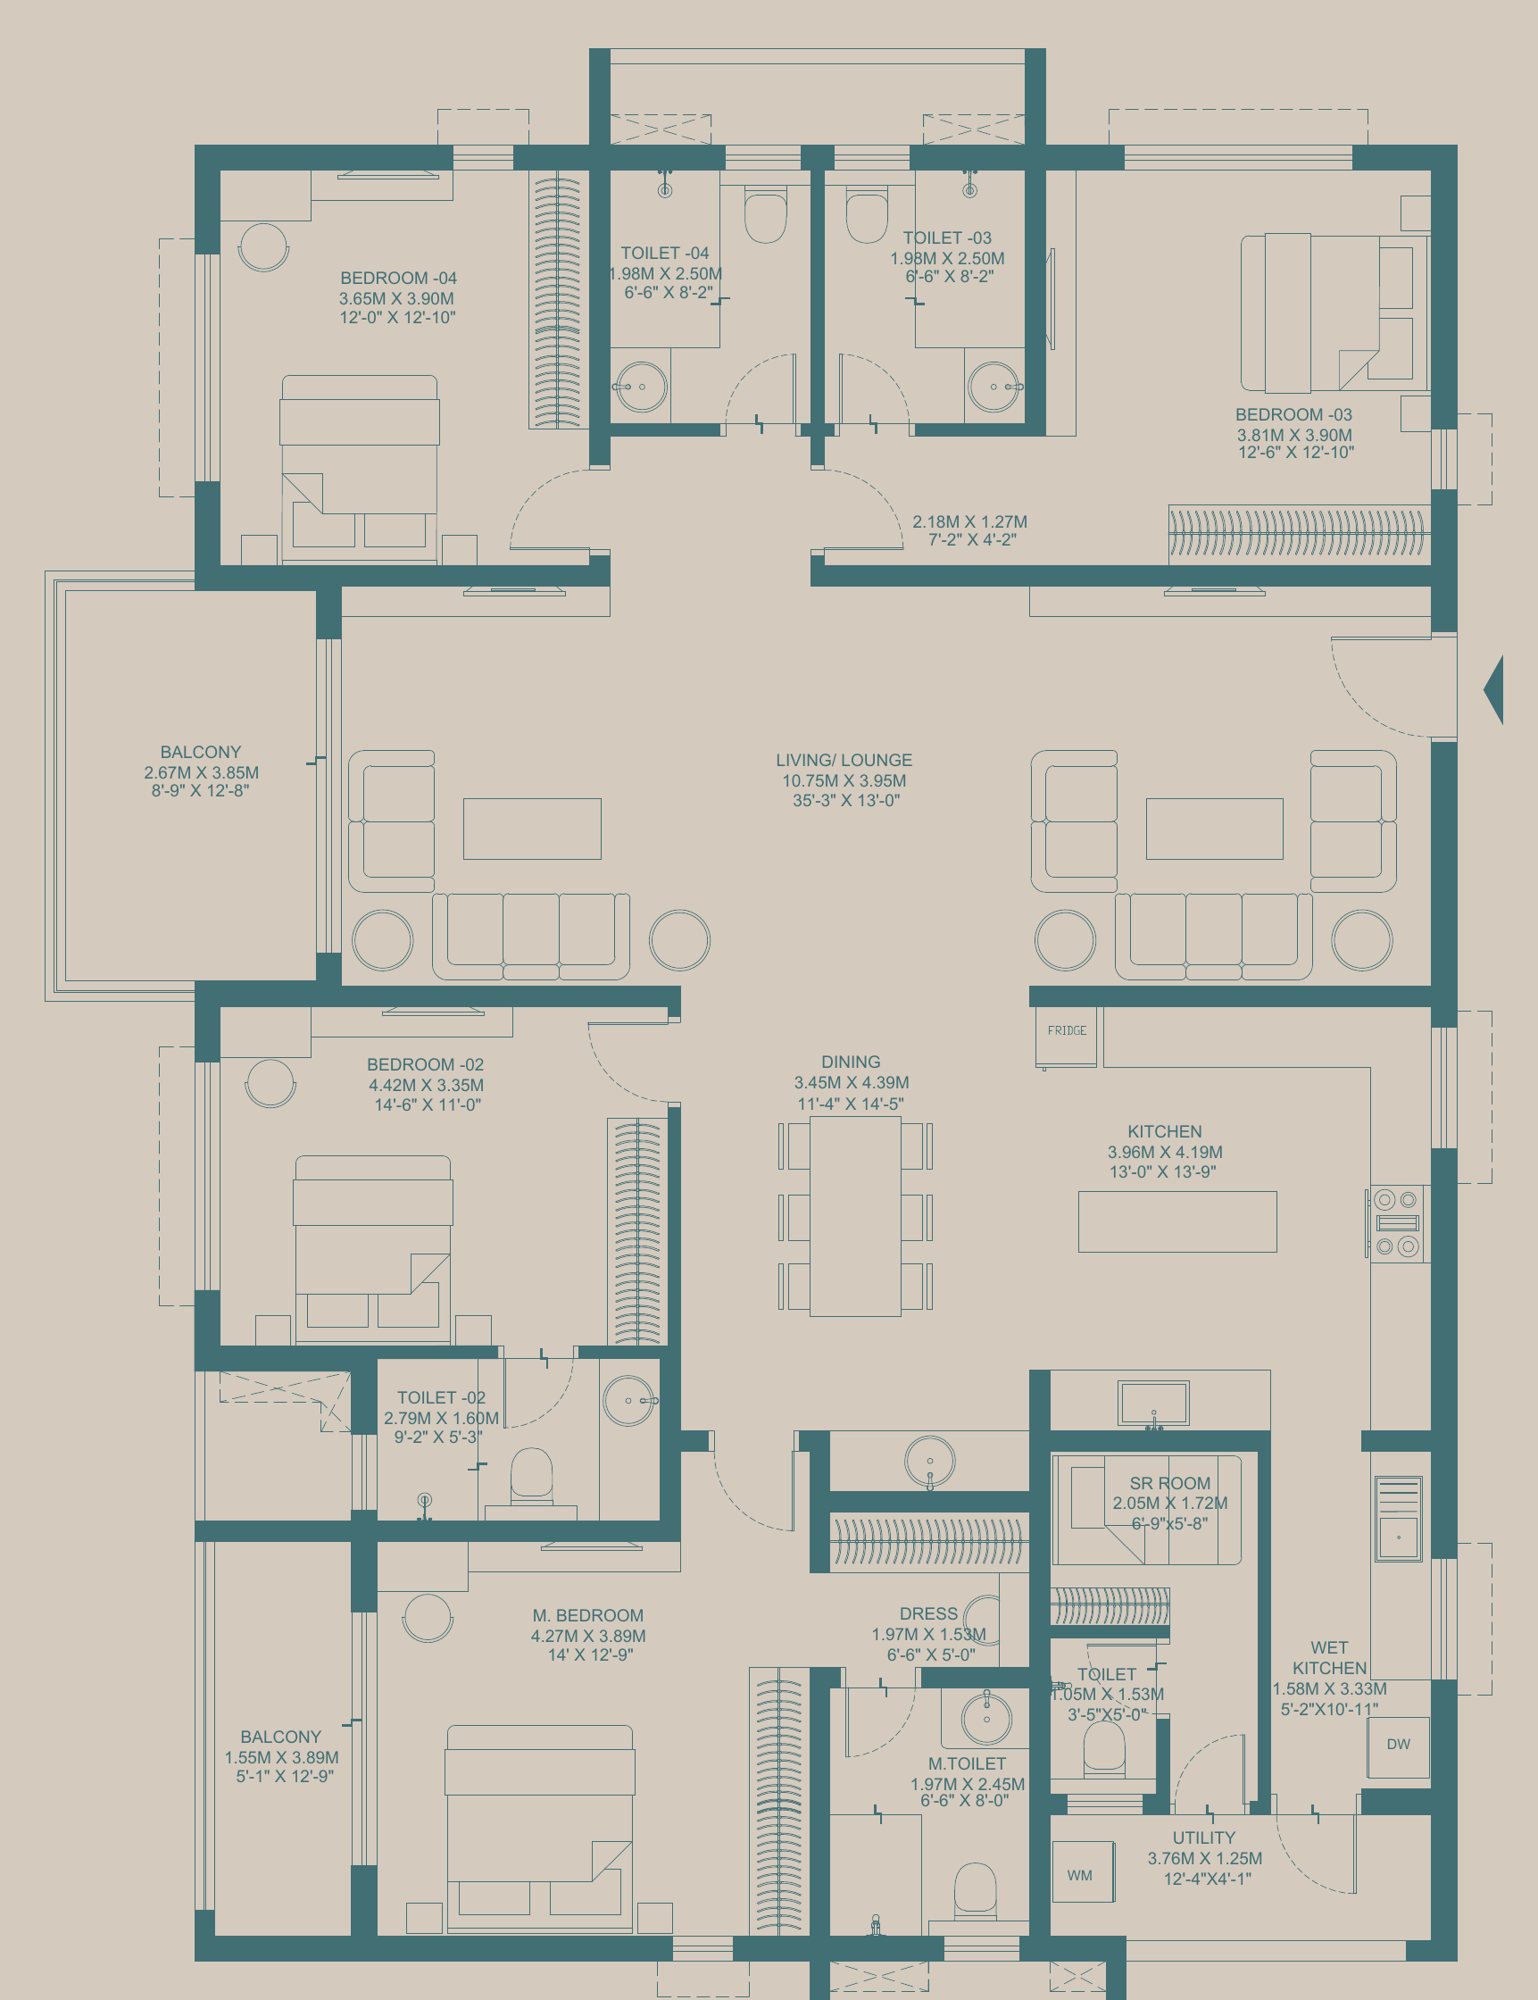 TOILET -03
1.98M X 2.50M
6'-6" X 8'-2"
TOILET -04
1.98M X 2.50M
6'-6" X 8'-2"
BEDROOM -04
3.65M X 3.90M
12'-0" X 12'-10"
BEDROOM -03
3.81M X 3.90M
12'-6" X 12'-10"
2.18M X 1.27M
7'-2" X 4'-2"
BALCONY
2.67M X 3.85M
8'-9" X 12'-8"
LIVING/ LOUNGE
10.75M X 3.95M
35'-3" X 13'-0"
FRIDGE
BEDROOM -02
4.42M X 3.35M
14'-6" X 11'-0"
DINING
3.45M X 4.39M
11'-4" X 14'-5"
KITCHEN
3.96M X 4.19M
13'-0" X 13'-9"
TOILET -02
2.79M X 1.60M
9'-2" X 5'-3"
SR ROOM
2.05M X 1.72M
6'-9"x5'-8"
M. BEDROOM
4.27M X 3.89M
14' X 12'-9"
DRESS
1.97M X 1.53M
6'-6" X 5'-0"
TOILET
1.05M X 1.53M
3'-5"X5'-0"
WET
KITCHEN
1.58M X 3.33M
5'-2"X10'-11"
BALCONY
1.55M X 3.89M
5'-1" X 12'-9"
M.TOILET
1.97M X 2.45M
6'-6" X 8'-0"
DW
UTILITY
3.76M X 1.25M
12'-4"X4'-1"
WM